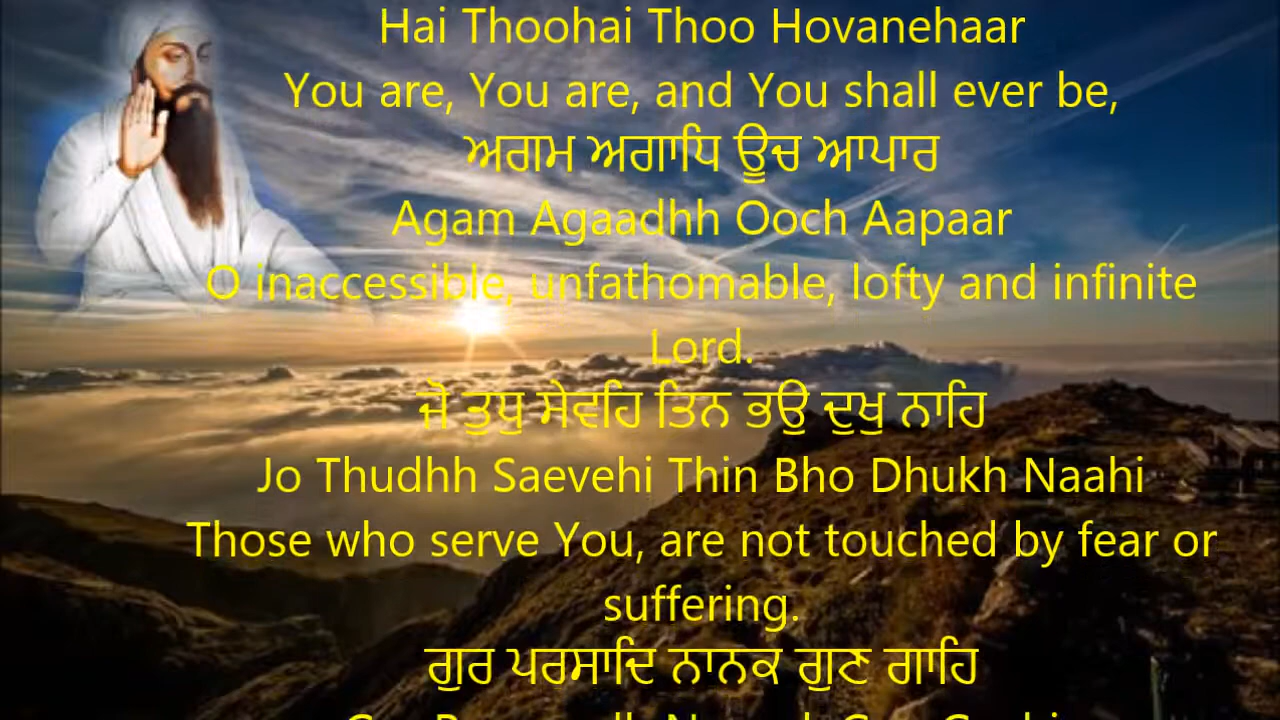 Hai Thoohai Thoo Hovanehaar
You are, You are, and You shall ever be,
ਅਗਮ ਅਗਾਧਿ ਊਚ ਆਪਾਰ
Agam Agaadhh Ooch Aapaar
O inaccessible, unfathomable, lofty and infinite
Lord.
ਜੋ ਤੁਧੁ ਸੇਵਹਿ ਤਿਨ ਭਉ ਦੁਖੁ ਨਾਹਿ
Jo Thudhh Saevehi Thin Bho Dhukh Naahi
Those who serve You, are not touched by fear or
suffering.
ਗੁਰ ਪਰਸਾਦਿ ਨਾਨਕ ਗੁਣ ਗਾਹਿ